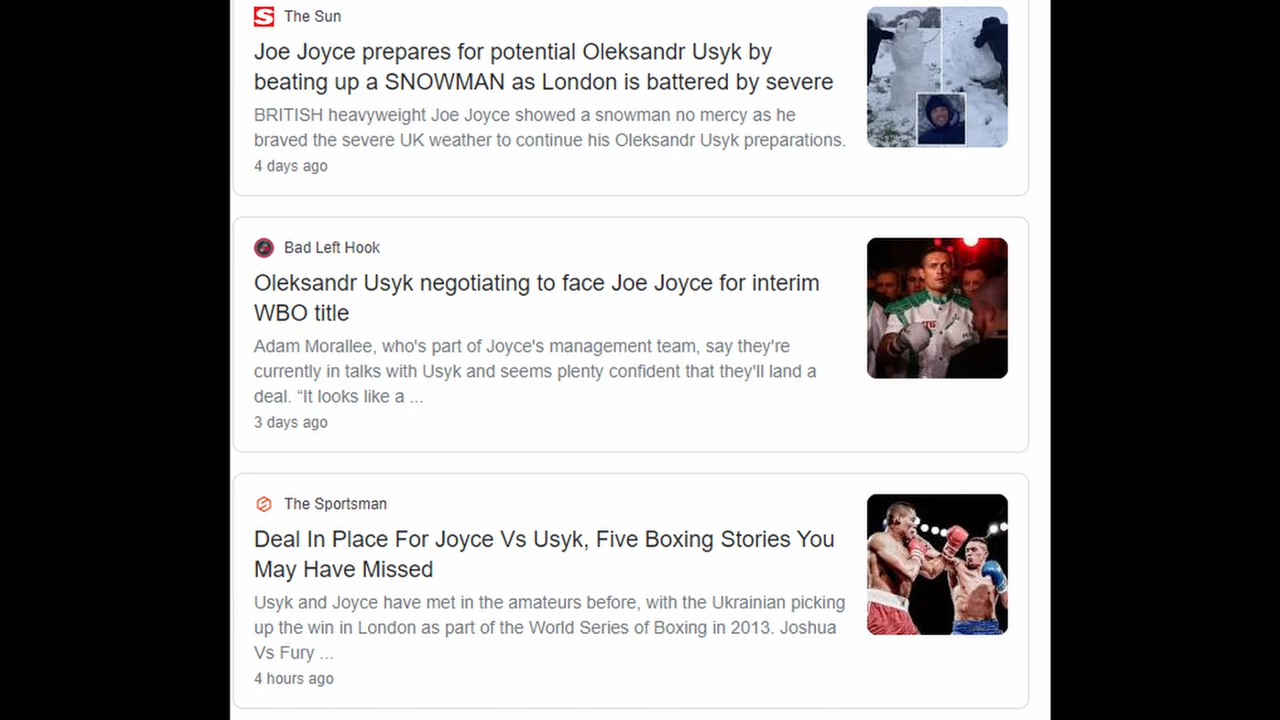 The Sun
Joe Joyce prepares for potential Oleksandr Usyk by
beating up a SNOWMAN as London is battered by severe
BRITISH heavyweight Joe Joyce showed a snowman no mercy as he
braved the severe UK weather to continue his Oleksandr Usyk preparations.
4 days ago
Bad Left Hook
Oleksandr Usyk negotiating to face Joe Joyce for interim
WBO title
Adam Morallee, who's part of Joyce's management team, say they're
currently in talks with Usyk and seems plenty confident that they'll land a
deal. “It looks like a ...
3 days ago
The Sportsman
Deal In Place For Joyce Vs Usyk, Five Boxing Stories You
May Have Missed
Usyk and Joyce have met in the amateurs before, with the Ukrainian picking
up the win in London as part of the World Series of Boxing in 2013. Joshua
Vs Fury ...
4 hours ago